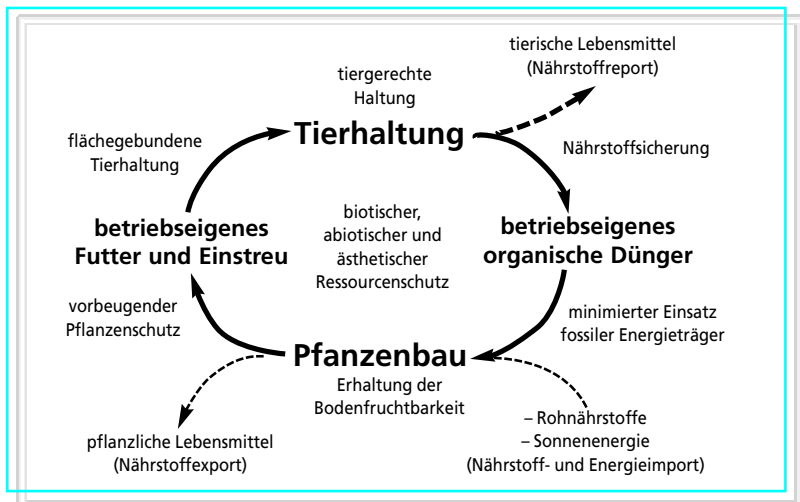 tierische Lebensmittel
(Nährstoffreport)
tiergerechte
Haltung
Tierhaltung
flächegebundene
Tierhaltung
Nährstoffsicherung
betriebseigenes
Futter und Einstreu
biotischer,
abiotischer und
ästhetischer
Ressourcenschutz
betriebseigenes
organische Dünger
vorbeugender
Pflanzenschutz
minimierter Einsatz
fossiler Energieträger
Pfanzenbau
Erhaltung der
Bodenfruchtbarkeit
pflanzliche Lebensmittel
(Nährstoffexport)
– Rohnährstoffe
– Sonnenenergie
(Nährstoff- und Energieimport)